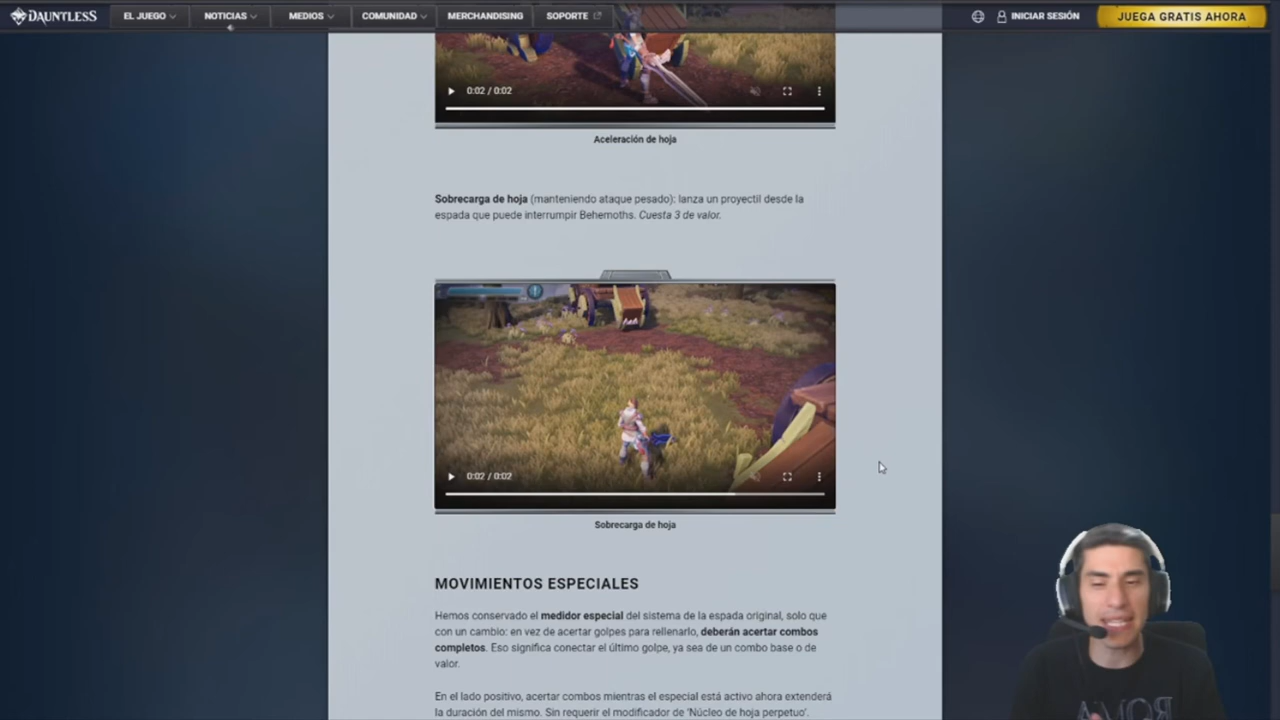 DAUNTLESS EL JUEGO NOTICIAS MEDIOS COMUNIDAD MERCHANDISING SOPORTE INICIAR SESIÓN JUEGA GRATIS AHORA
0:02 / 0:02
Aceleración de hoja
Sobrecarga de hoja (manteniendo ataque pesado): lanza un proyectil desde la
espada que puede interrumpir Behemoths. Cuesta 3 de valor.
0:02 / 0:02
Sobrecarga de hoja
MOVIMIENTOS ESPECIALES
Hemos conservado el medidor especial del sistema de la espada original, solo que
con un cambio: en vez de acertar golpes para rellenarlo, deberán acertar combos
completos. Eso significa conectar el último golpe, ya sea de un combo base o de
valor.
En el lado positivo, acertar combos mientras el especial está activo ahora extenderá
la duración del mismo. Sin requerir el modificador de 'Núcleo de hoja perpetuo'.
ROMA